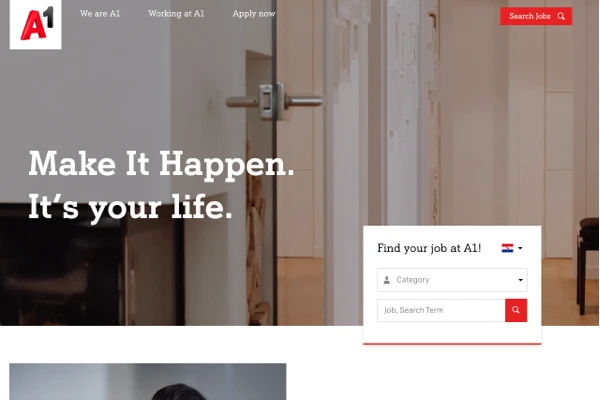 A1
We are A1
Working at A1
Apply now
Search Jobs
Make It Happen.
It's your life.
Find your job at A1!
Category
Job, Search Term